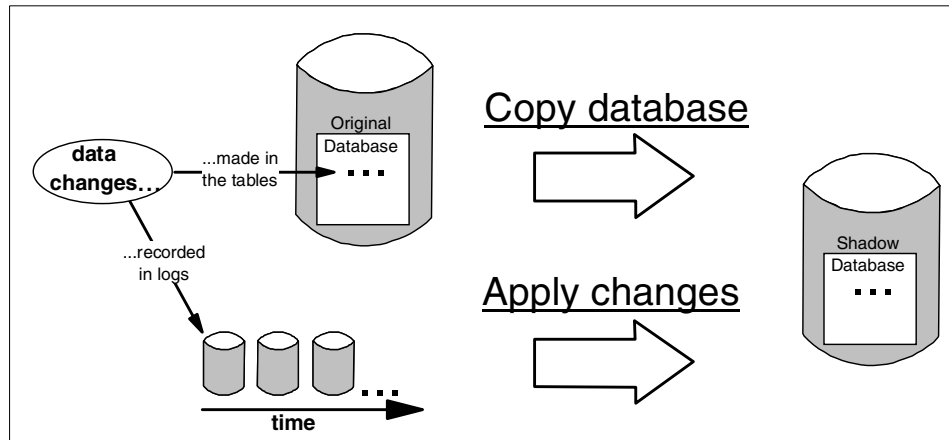 data
changes...
...made in
the tables
...recorded
in logs
Original
Database
...
time
...
Copy database
Apply changes
Shadow
Database
...